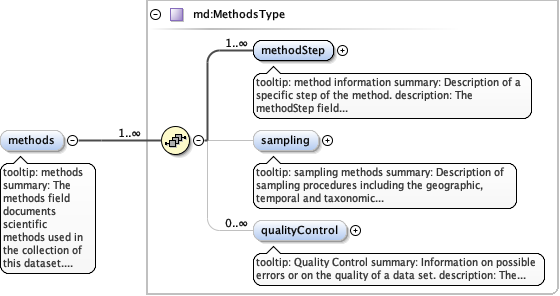 md:MethodsType
1..∞
methodStep
tooltip: method information summary: Description of a
specific step of the method. description: The
methodStep field...
methods
1..∞
sampling
tooltip: methods
summary: The
methods field
documents
scientific
methods used in
the collection of
this dataset....
tooltip: sampling methods summary: Description of
sampling procedures including the geographic,
temporal and taxonomic...
0..∞
qualityControl
tooltip: Quality Control summary: Information on possible
errors or on the quality of a data set. description: The...